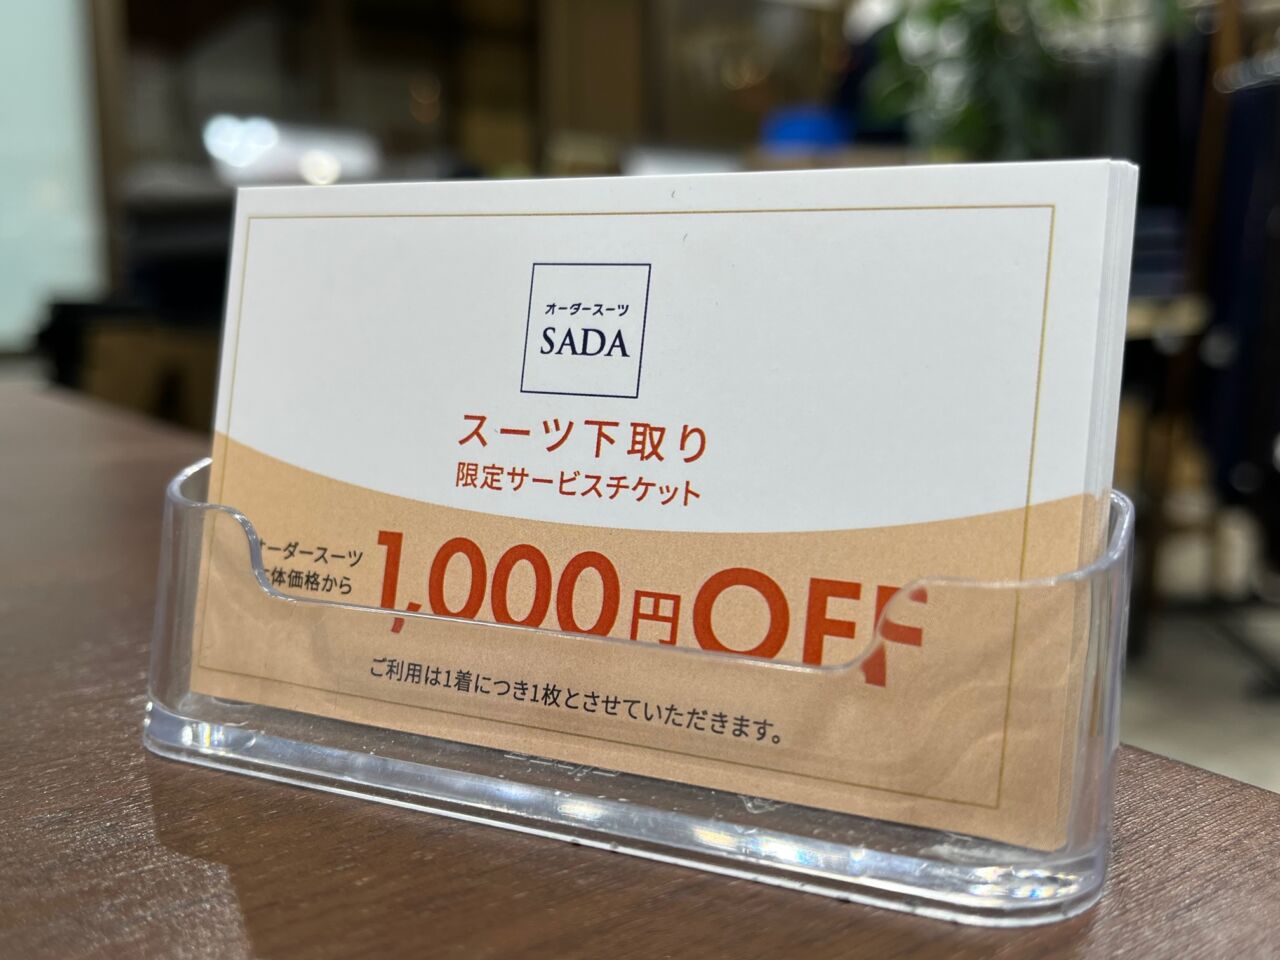 オーダースーツ
SADA
スーツ下取り
限定サービスチケット
オーダースーツ
体価格から
1,000円OFF
ご利用は1着につき1枚とさせていただきます。